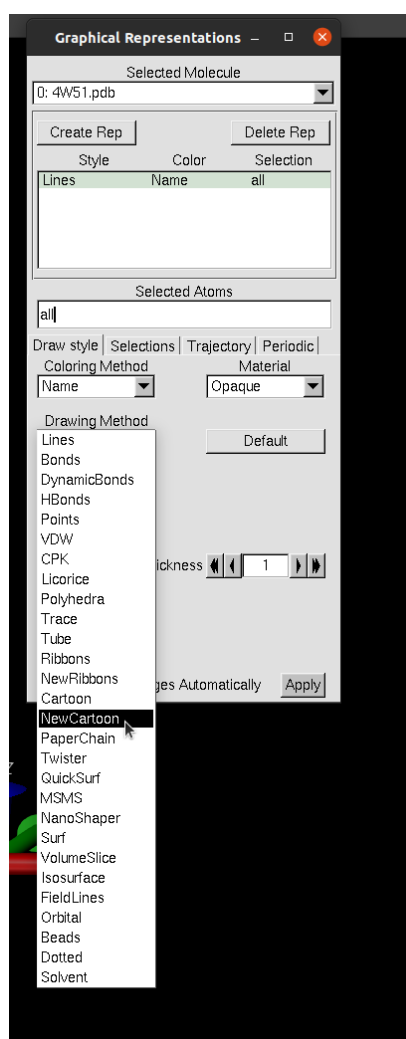 Graphical Representations
Selected Molecule
0: 4W51.pdb
Create Rep Delete Rep
Style Color Selection
Lines Name all
Selected Atoms
all
Draw style Selections Trajectory Periodic
Coloring Method Material
Name Opaque
Drawing Method
Default
Lines
Bonds
DynamicBonds
HBonds
Points
VDW
CPK
ickness 1
Licorice
Polyhedra
Trace
Tube
Ribbons
NewRibbons
ges Automatically Apply
Cartoon
NewCartoon
PaperChain
Twister
Z
QuickSurf
MSMS
NanoShaper
Surf
VolumeSlice
Isosurface
FieldLines
Orbital
Beads
Dotted
Solvent